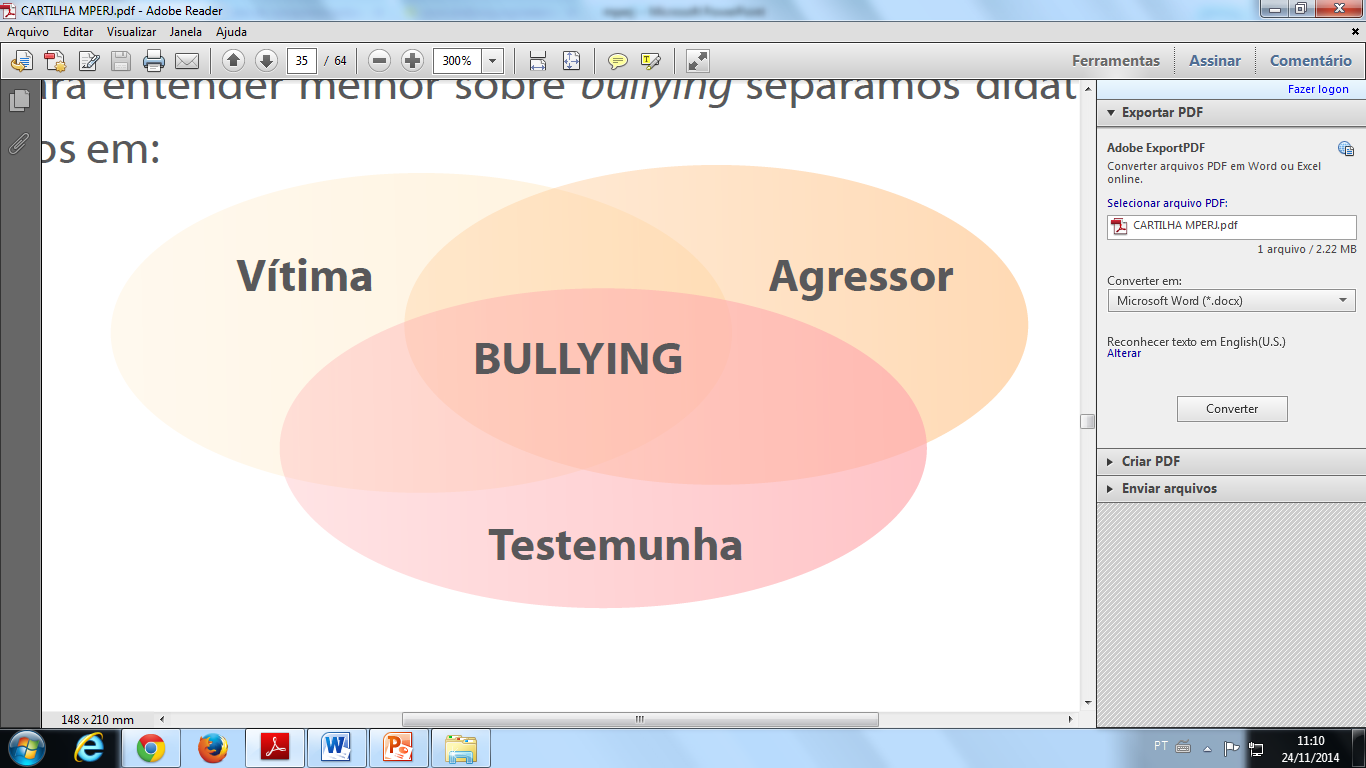 CARTILHA MPERJ.pdf - Adobe Reader
Arquivo Editar Visualizar Janela Ajuda
35 / 64 300% Ferramentas Assinar Comentário
entender melhor sobre bullying separamos didat
os em:
Vítima
Agressor
BULLYING
Testemunha
148 x 210 mm
Fazer logon
Exportar PDF
Adobe ExportPDF
Converter arquivos PDF em Word ou Excel
online.
Selecionar arquivo PDF:
CARTILHA MPERJ.pdf
1 arquivo / 2.22 MB
Converter em:
Microsoft Word (*.docx)
Reconhecer texto em English(U.S.)
Alterar
Converter
Criar PDF
Enviar arquivos
PT
11:10
24/11/2014